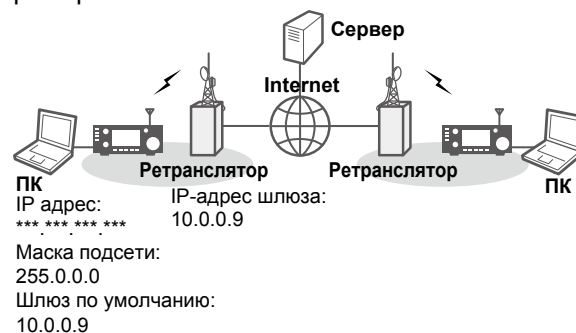 Сервер
Internet
Ретранслятор
Ретранслятор
ПК
ПК
IP адрес:
***.***.***.***
IP-адрес шлюза:
10.0.0.9
Маска подсети:
255.0.0.0
Шлюз по умолчанию:
10.0.0.9